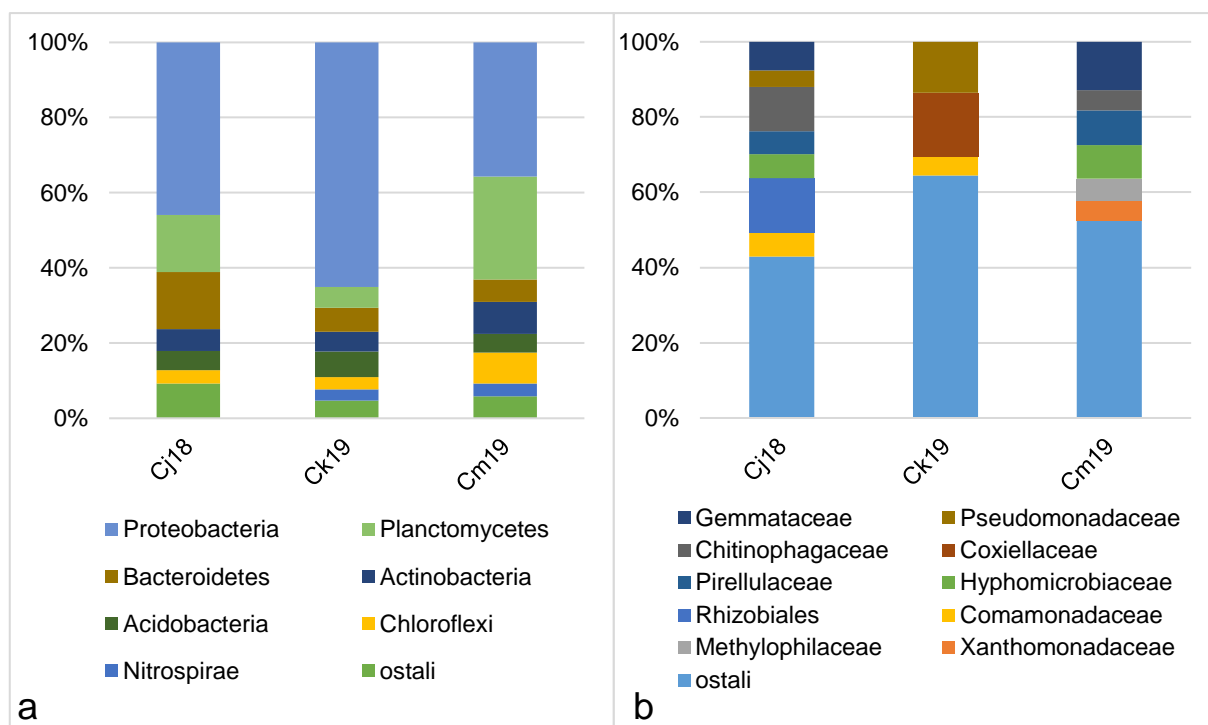 100%
80%
60%
40%
20%
0%
Cj18
Ck19
Cm19
Proteobacteria
Planctomycetes
Bacteroidetes
Actinobacteria
Acidobacteria
Chloroflexi
Nitrospirae
ostali
a
100%
80%
60%
40%
20%
0%
Cj18
Ck19
Cm19
Gemmataceae
Pseudomonadaceae
Chitinophagaceae
Coxiellaceae
Pirellulaceae
Hyphomicrobiaceae
Rhizobiales
Comamonadaceae
Methylophilaceae
Xanthomonadaceae
ostali
b